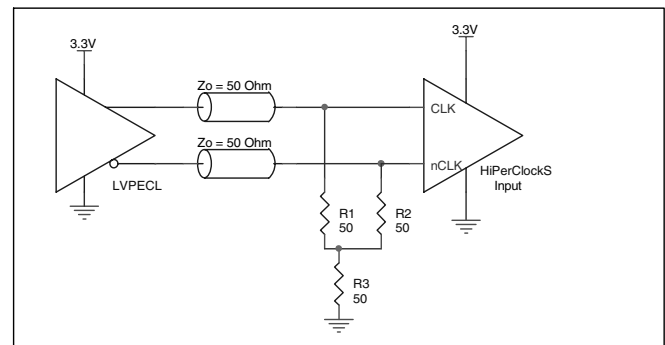 3.3V
3.3V
Zo = 50 Ohm
CLK
Zo = 50 Ohm
nCLK
LVPECL
HiPerClockS
Input
R1
50
R2
50
R3
50